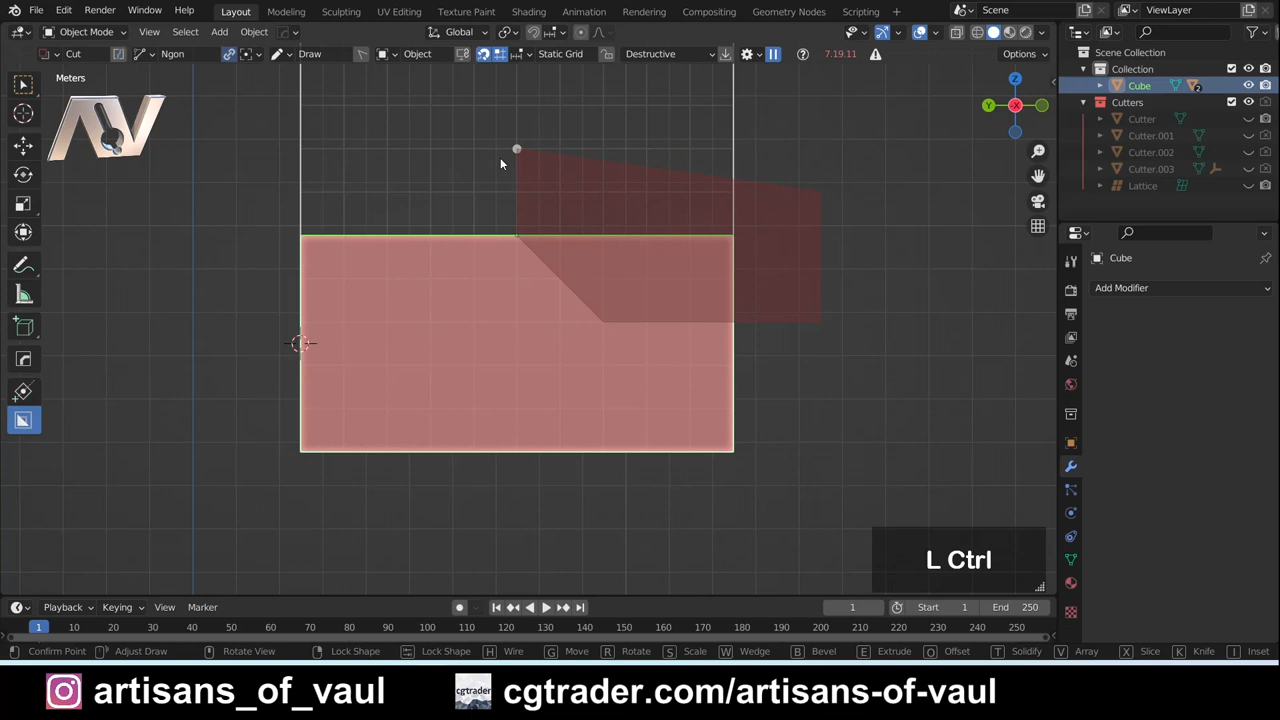 File Edit Render Window Help Layout Modeling Sculpting UV Editing Texture Paint Shading Animation Rendering Compositing Geometry Nodes Scripting + Scene ViewLayer
Object Mode View Select Add Object Global
Cut Ngon Draw Object Static Grid Destructive 7.19.11 Options
Meters
AV
Z
Y
-X
Scene Collection
Collection
Cube 2
Cutters
Cutter
Cutter.001
Cutter.002
Cutter.003
Lattice
Cube
Add Modifier
L Ctrl
Playback Keying View Marker 1 Start 1 End 250
1 10 20 30 40 50 60 70 80 90 100 110 120 130 140 150 160 170 180 190 200 210 220 230 240 250
Confirm Point Adjust Draw Rotate View Lock Shape Lock Shape H Wire G Move R Rotate S Scale W Wedge B Bevel E Extrude O Offset T Solidify V Array X Slice K Knife I Inset
artisans_of_vaul cgtrader cgtrader.com/artisans-of-vaul